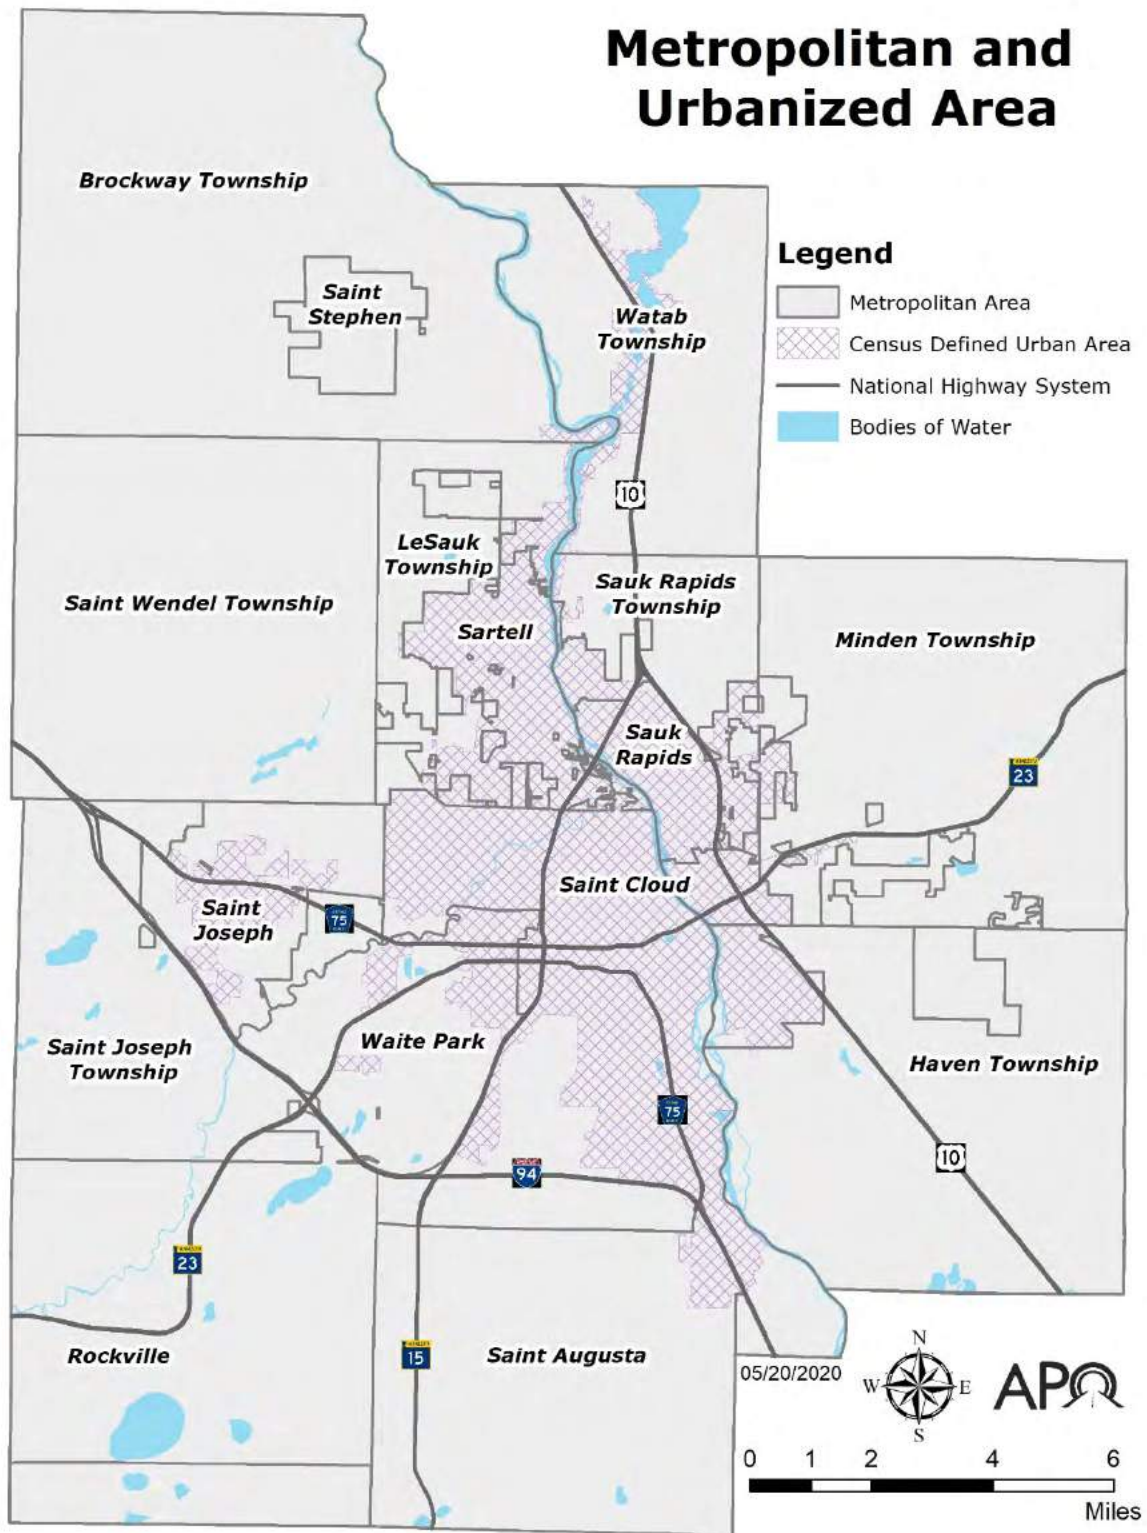 Metropolitan and
Urbanized Area
Brockway Township
Legend
Saint
Stephen
Metropolitan Area
Watab
Township
Census Defined Urban Area
National Highway System
Bodies of Water
10
LeSauk
Township
Sauk Rapids
Township
Saint Wendel Township
Sartell
Minden Township
Sauk
Rapids
23
Saint Cloud
Saint
Joseph
75
Waite Park
Saint Joseph
Township
Haven Township
75
10
94
23
Rockville
15
Saint Augusta
05/20/2020
N
W
E
S
APO
0 1 2 4 6
Miles